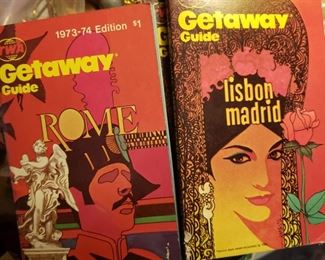 TWA
1973-74 Edition $1
Getaway®
Guide
ROME
Getaway®
Guide
lisbon
madrid